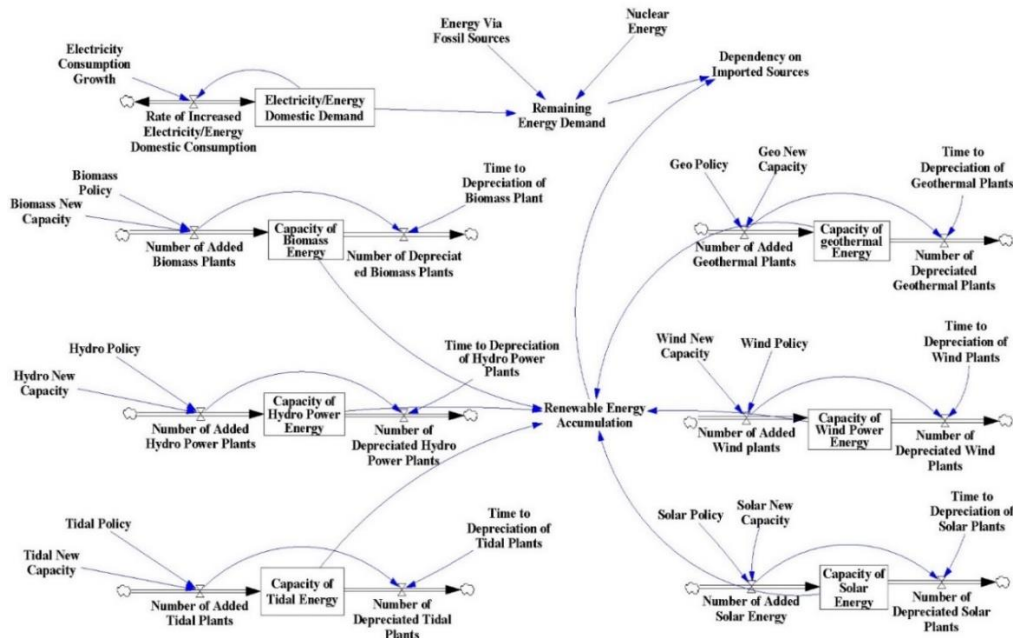 Electricity
Consumption
Growth
Energy Via
Fossil Sources
Nuclear
Energy
Dependency on
Imported Sources
Electricity/Energy
Domestic Demand
Rate of Increased
Electricity/Energy
Domestic Consumption
Remaining
Energy Demand
Biomass
Policy
Biomass New
Capacity
Time to
Depreciation of
Biomass Plant
Number of Added
Biomass Plants
Capacity of
Biomass
Energy
Number of Depreciat
ed Biomass Plants
Geo Policy
Geo New
Capacity
Time to
Depreciation of
Geothermal Plants
Number of Added
Geothermal Plants
Capacity of
geothermal
Energy
Number of
Depreciated
Geothermal Plants
Hydro Policy
Hydro New
Capacity
Time to Depreciation
of Hydro Power
Plants
Number of Added
Hydro Power Plants
Capacity of
Hydro Power
Energy
Number of
Depreciated Hydro
Power Plants
Renewable Energy
Accumulation
Wind New
Capacity
Wind Policy
Time to
Depreciation of
Wind Plants
Number of Added
Wind plants
Capacity of
Wind Power
Energy
Number of
Depreciated Wind
Plants
Tidal Policy
Tidal New
Capacity
Time to
Depreciation of
Tidal Plants
Number of Added
Tidal Plants
Capacity of
Tidal Energy
Number of
Depreciated Tidal
Plants
Solar Policy
Solar New
Capacity
Time to
Depreciation
of Solar Plants
Number of Added
Solar Energy
Capacity of
Solar
Energy
Number of
Depreciated Solar
Plants